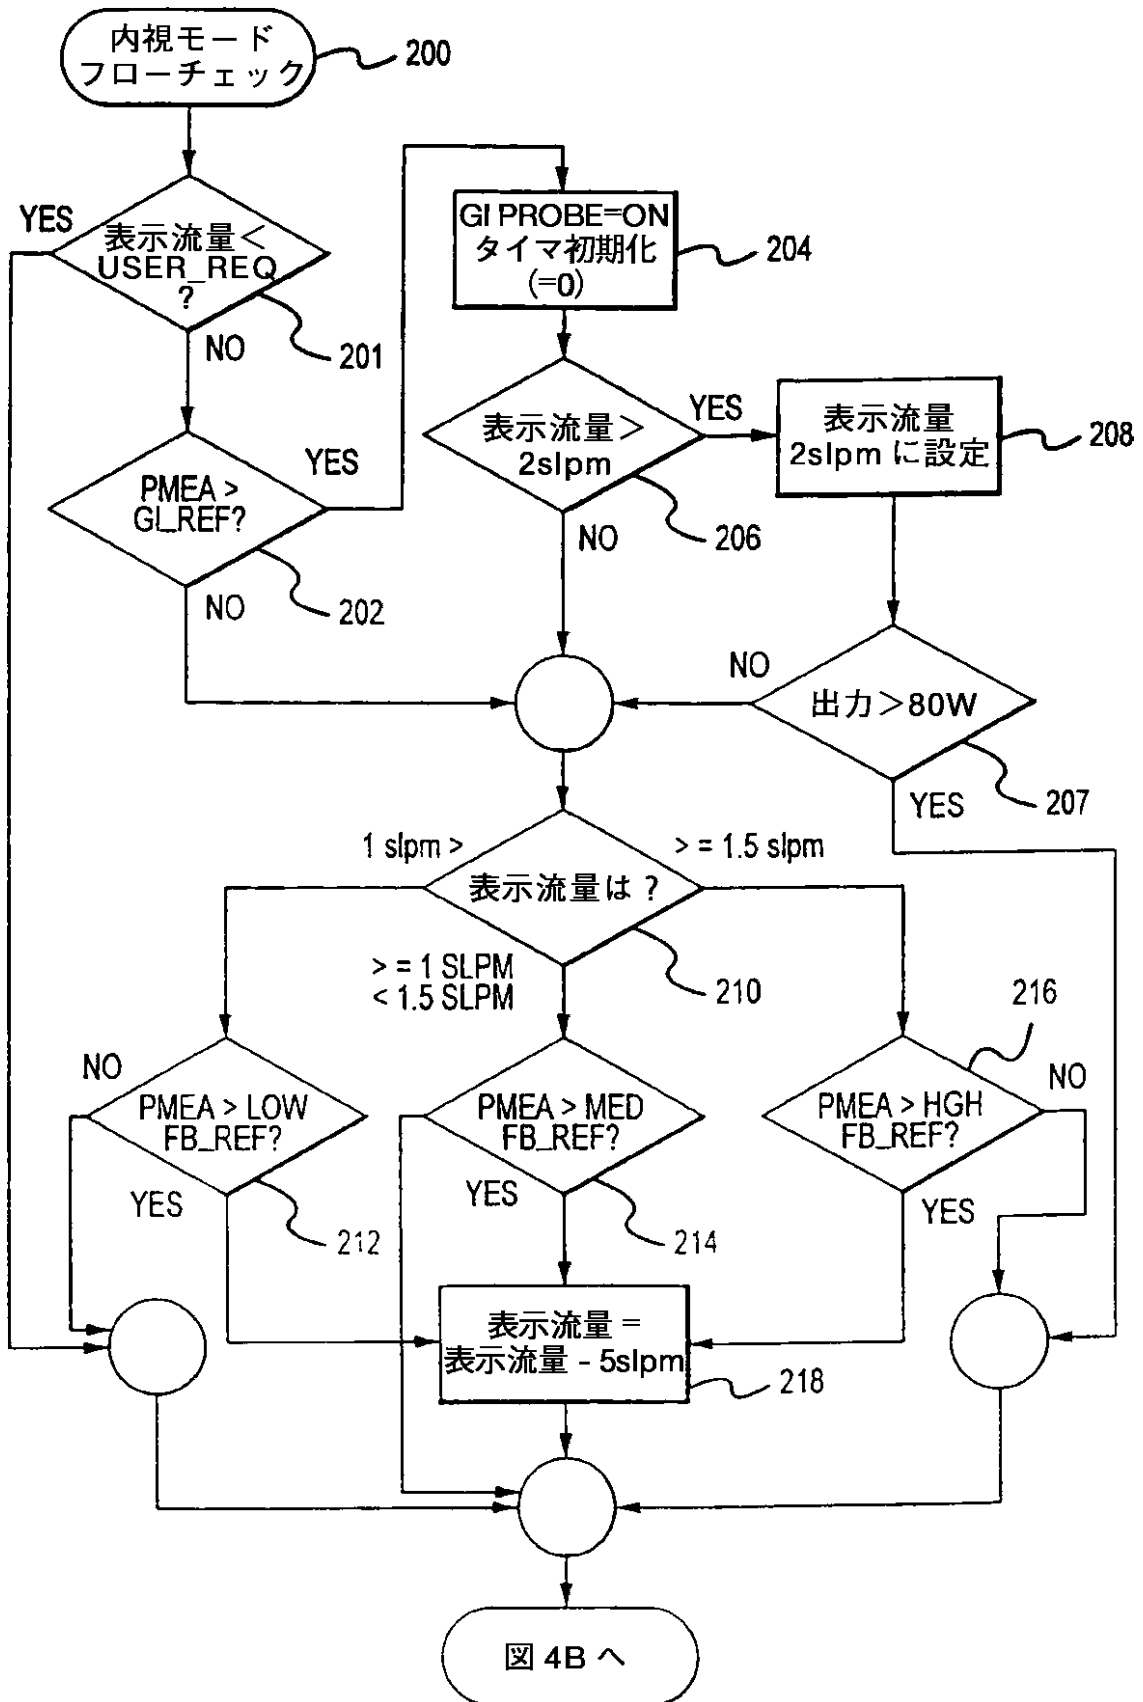 内視モード
フローチェック
200
YES
表示流量<
USER_REQ
?
201
NO
GI PROBE=ON
タイマ初期化
(=0)
204
YES
PMEA >
GI_REF?
202
NO
表示流量>
2slpm
YES
206
NO
表示流量
2slpm に設定
208
NO
出力>80W
207
YES
1 slpm >
> = 1.5 slpm
表示流量は ?
> = 1 SLPM
< 1.5 SLPM
210
216
NO
PMEA > LOW
FB_REF?
YES
212
PMEA > MED
FB_REF?
YES
214
PMEA > HGH
FB_REF?
NO
YES
表示流量 =
表示流量 - 5slpm
218
図 4B へ